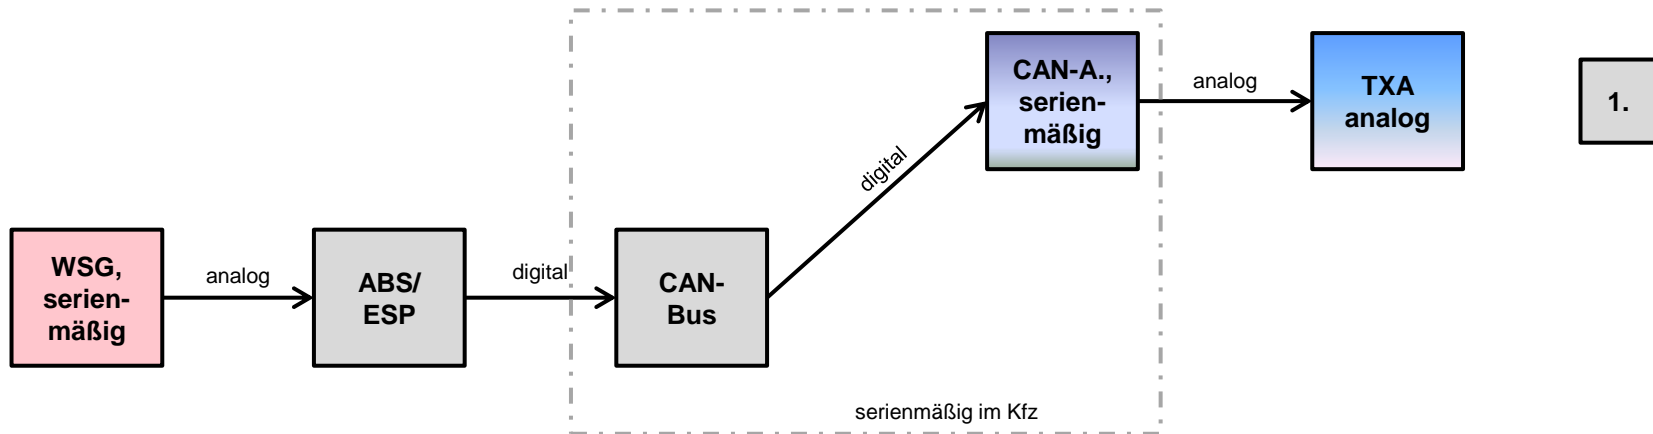 WSG,
serien-
mäßig
analog
ABS/
ESP
digital
CAN-
Bus
digital
CAN-A.,
serien-
mäßig
analog
TXA
analog
1.
serienmäßig im Kfz